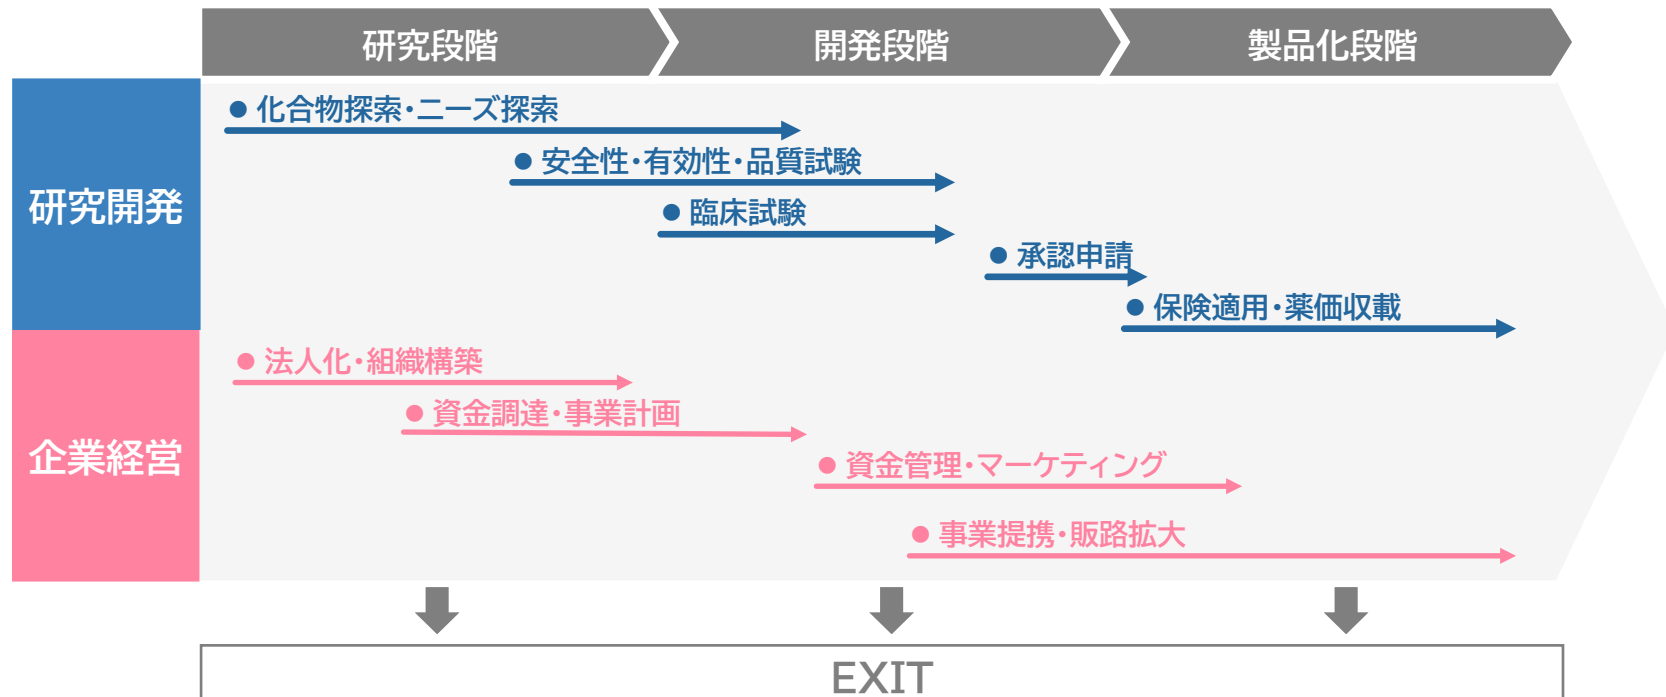 研究段階
開発段階
製品化段階
研究開発
● 化合物探索・ニーズ探索
● 安全性・有効性・品質試験
● 臨床試験
● 承認申請
● 保険適用・薬価収載
企業経営
● 法人化・組織構築
● 資金調達・事業計画
● 資金管理・マーケティング
● 事業提携・販路拡大
EXIT